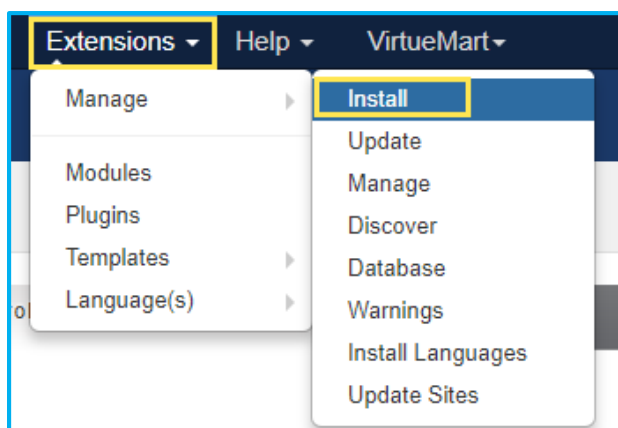 Extensions Help VirtueMart
Manage
Modules
Plugins
Templates
Language(s)
Install
Update
Manage
Discover
Database
Warnings
Install Languages
Update Sites